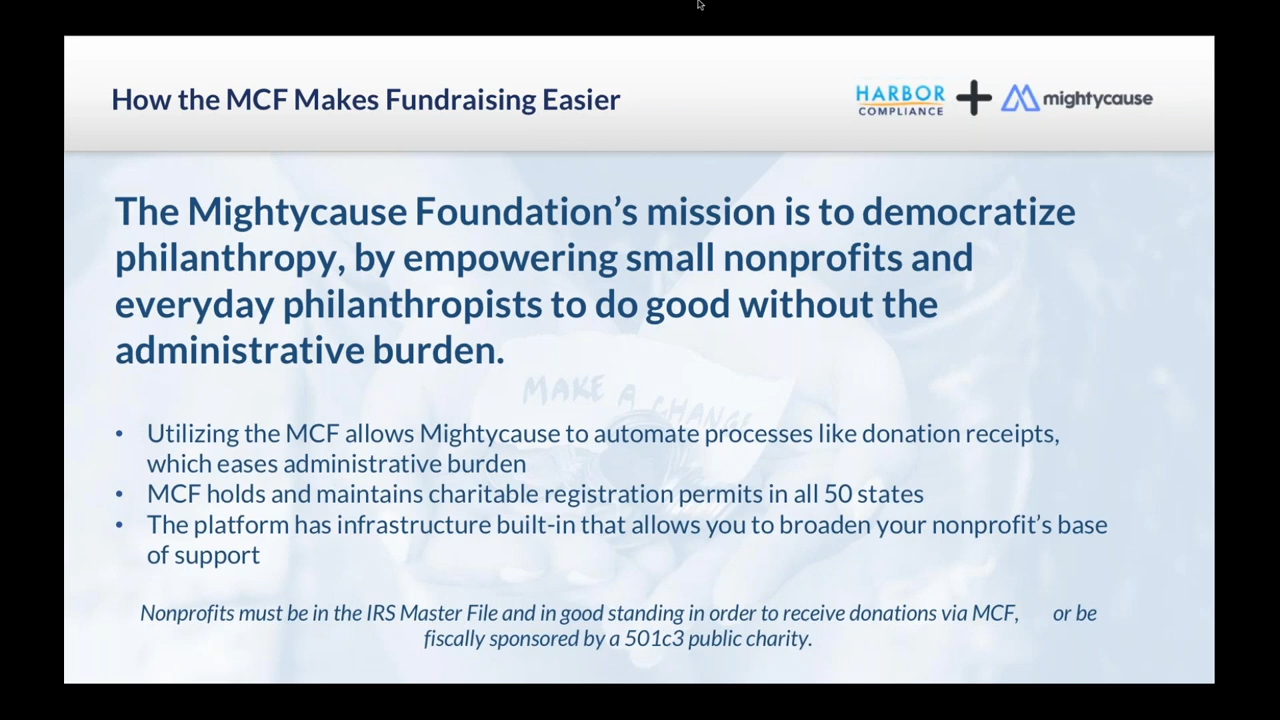 How the MCF Makes Fundraising Easier
HARBOR
COMPLIANCE
mightycause
The Mightycause Foundation’s mission is to democratize
philanthropy, by empowering small nonprofits and
everyday philanthropists to do good without the
administrative burden.
MAKE A CHANGE
• Utilizing the MCF allows Mightycause to automate processes like donation receipts,
which eases administrative burden
• MCF holds and maintains charitable registration permits in all 50 states
• The platform has infrastructure built-in that allows you to broaden your nonprofit’s base
of support
Nonprofits must be in the IRS Master File and in good standing in order to receive donations via MCF, or be
fiscally sponsored by a 501c3 public charity.